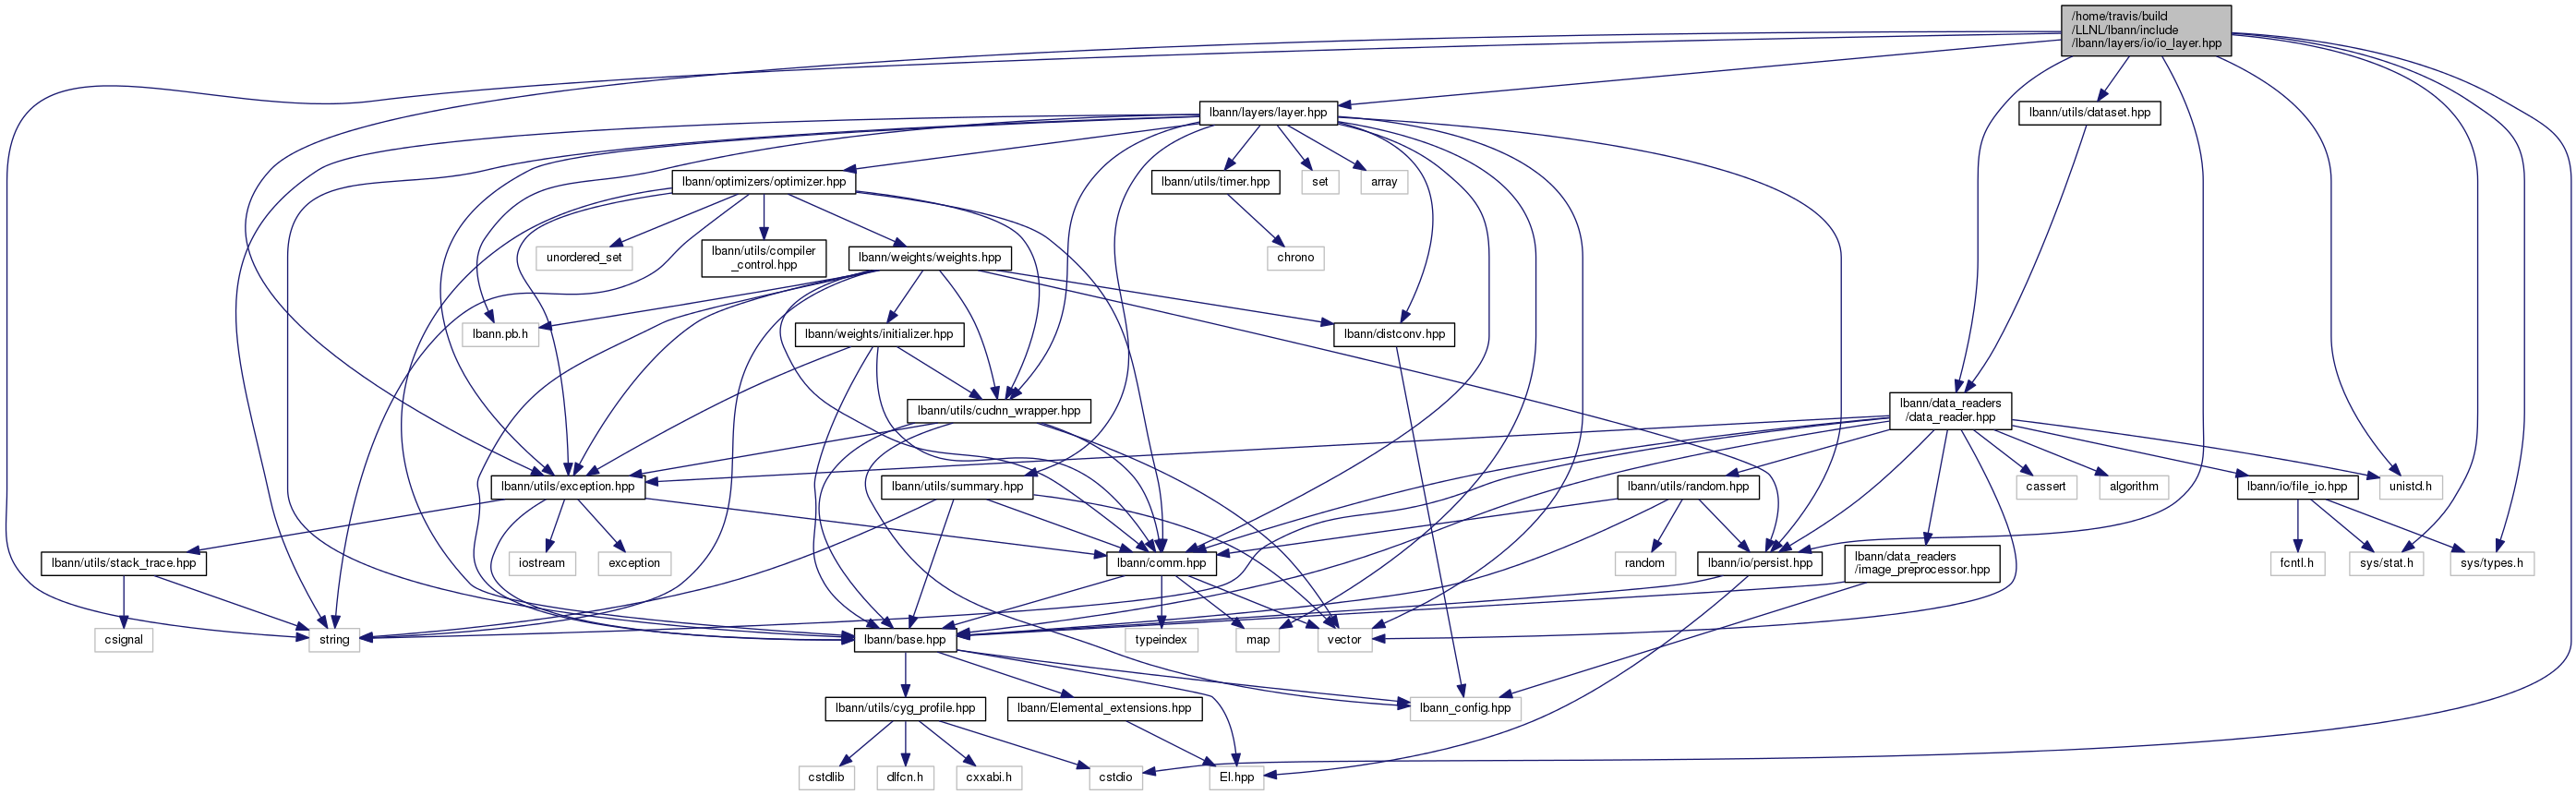 /home/travis/build
/LLNL/lbann/include
/lbann/layers/io/io_layer.hpp
lbann/layers/layer.hpp
lbann/utils/dataset.hpp
lbann/optimizers/optimizer.hpp
lbann/utils/timer.hpp
set
array
unordered_set
lbann/utils/compiler
_control.hpp
lbann/weights/weights.hpp
chrono
lbann.pb.h
lbann/weights/initializer.hpp
lbann/distconv.hpp
lbann/utils/cudnn_wrapper.hpp
lbann/data_readers
/data_reader.hpp
lbann/utils/exception.hpp
lbann/utils/summary.hpp
lbann/utils/random.hpp
cassert
algorithm
lbann/io/file_io.hpp
unistd.h
lbann/utils/stack_trace.hpp
iostream
exception
lbann/comm.hpp
random
lbann/io/persist.hpp
lbann/data_readers
/image_preprocessor.hpp
fcntl.h
sys/stat.h
sys/types.h
csignal
string
lbann/base.hpp
typeindex
map
vector
lbann/utils/cyg_profile.hpp
lbann/Elemental_extensions.hpp
lbann_config.hpp
cstdlib
dlfcn.h
cxxabi.h
cstdio
El.hpp